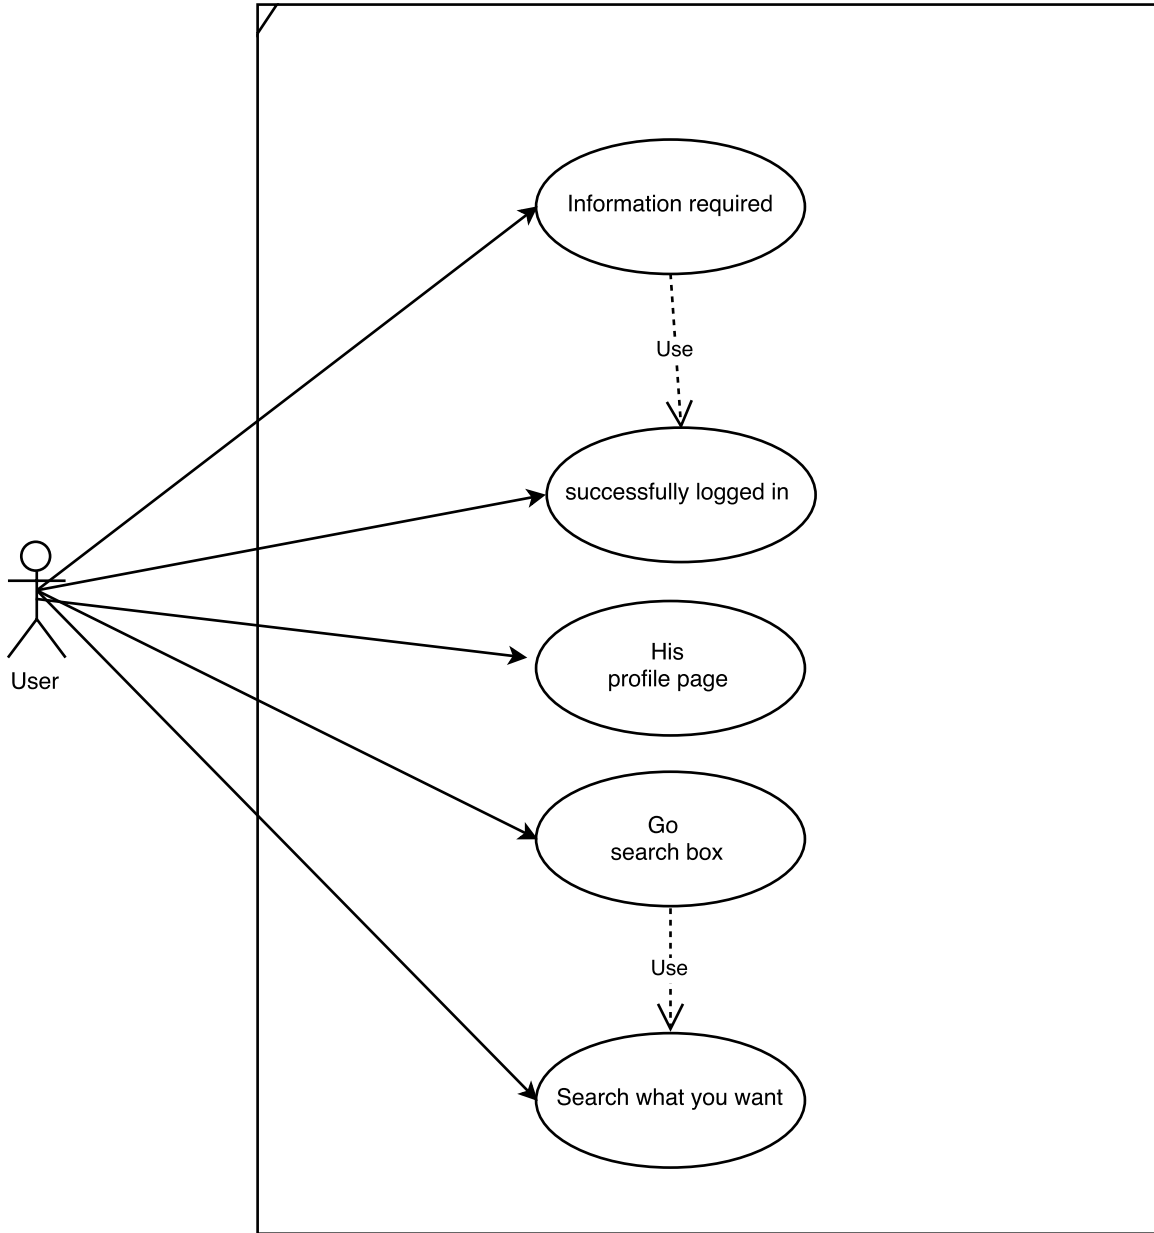 Information required
Use
successfully logged in
User
His
profile page
Go
search box
Use
Search what you want